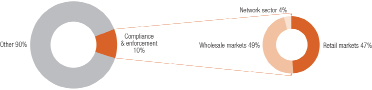 Network sector 4%
Other 90%
Compliance
& enforcement
10%
Wholesale markets 49%
Retail markets 47%